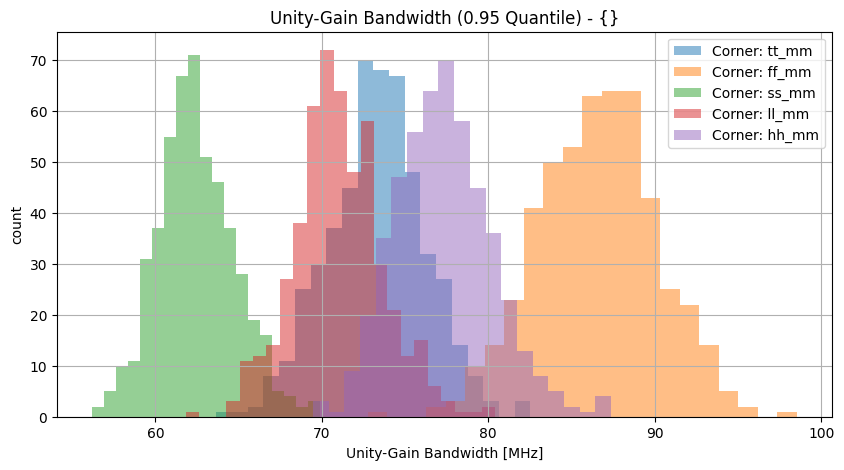 Unity-Gain Bandwidth (0.95 Quantile) - {}
Corner: tt_mm
Corner: ff_mm
Corner: ss_mm
Corner: ll_mm
Corner: hh_mm
70
60
50
40
30
20
10
0
count
60 70 80 90 100
Unity-Gain Bandwidth [MHz]